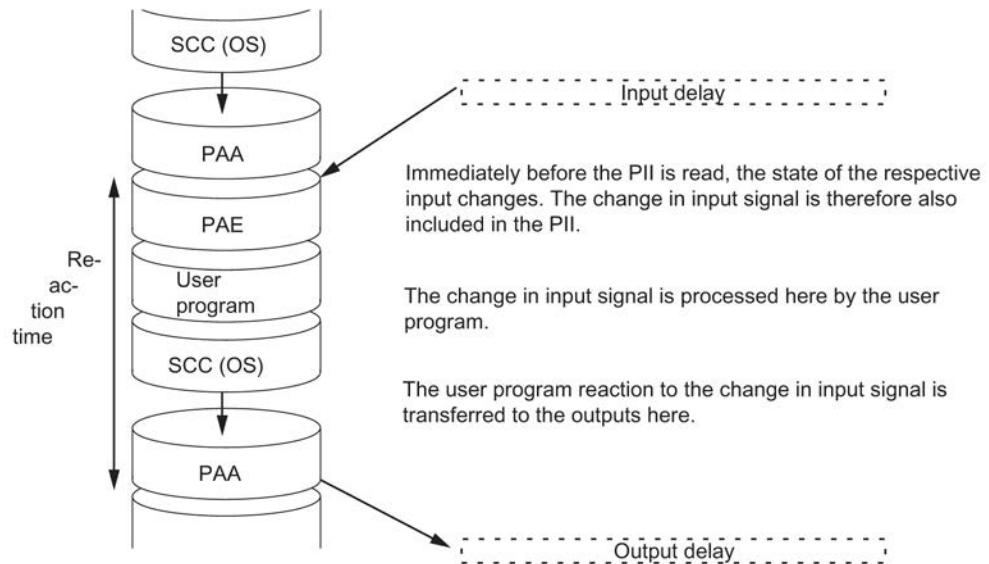 SCC (OS)
Input delay
PAA
Immediately before the PII is read, the state of the respective
input changes. The change in input signal is therefore also
included in the PII.
PAE
Re-
ac-
tion
time
User
program
The change in input signal is processed here by the user
program.
SCC (OS)
The user program reaction to the change in input signal is
transferred to the outputs here.
PAA
Output delay